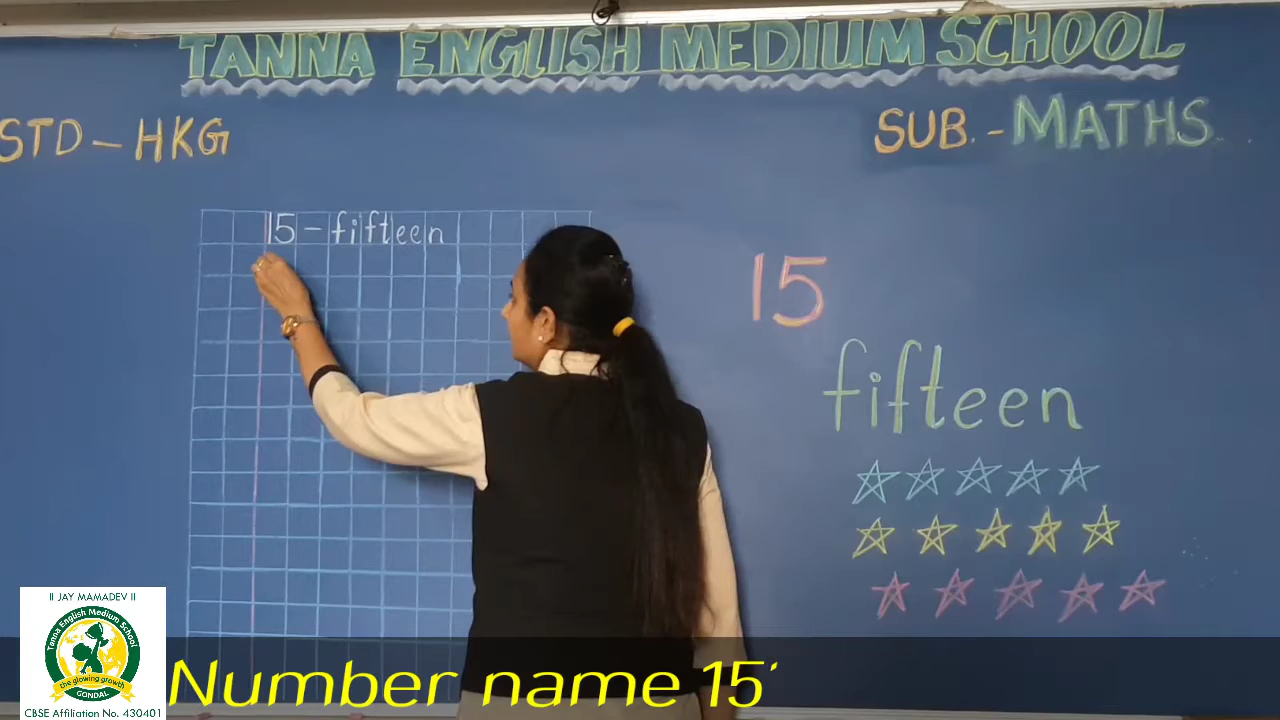 TANNA ENGLISH MEDIUM SCHOOL
STD - HKG
SUB. - MATHS
15 - fifteen
15
fifteen
II JAY MAMADEV II
Tanna English Medium School
the glowing growing
GONDAL
CBSE Affiliation No. 430401
Number name 15'